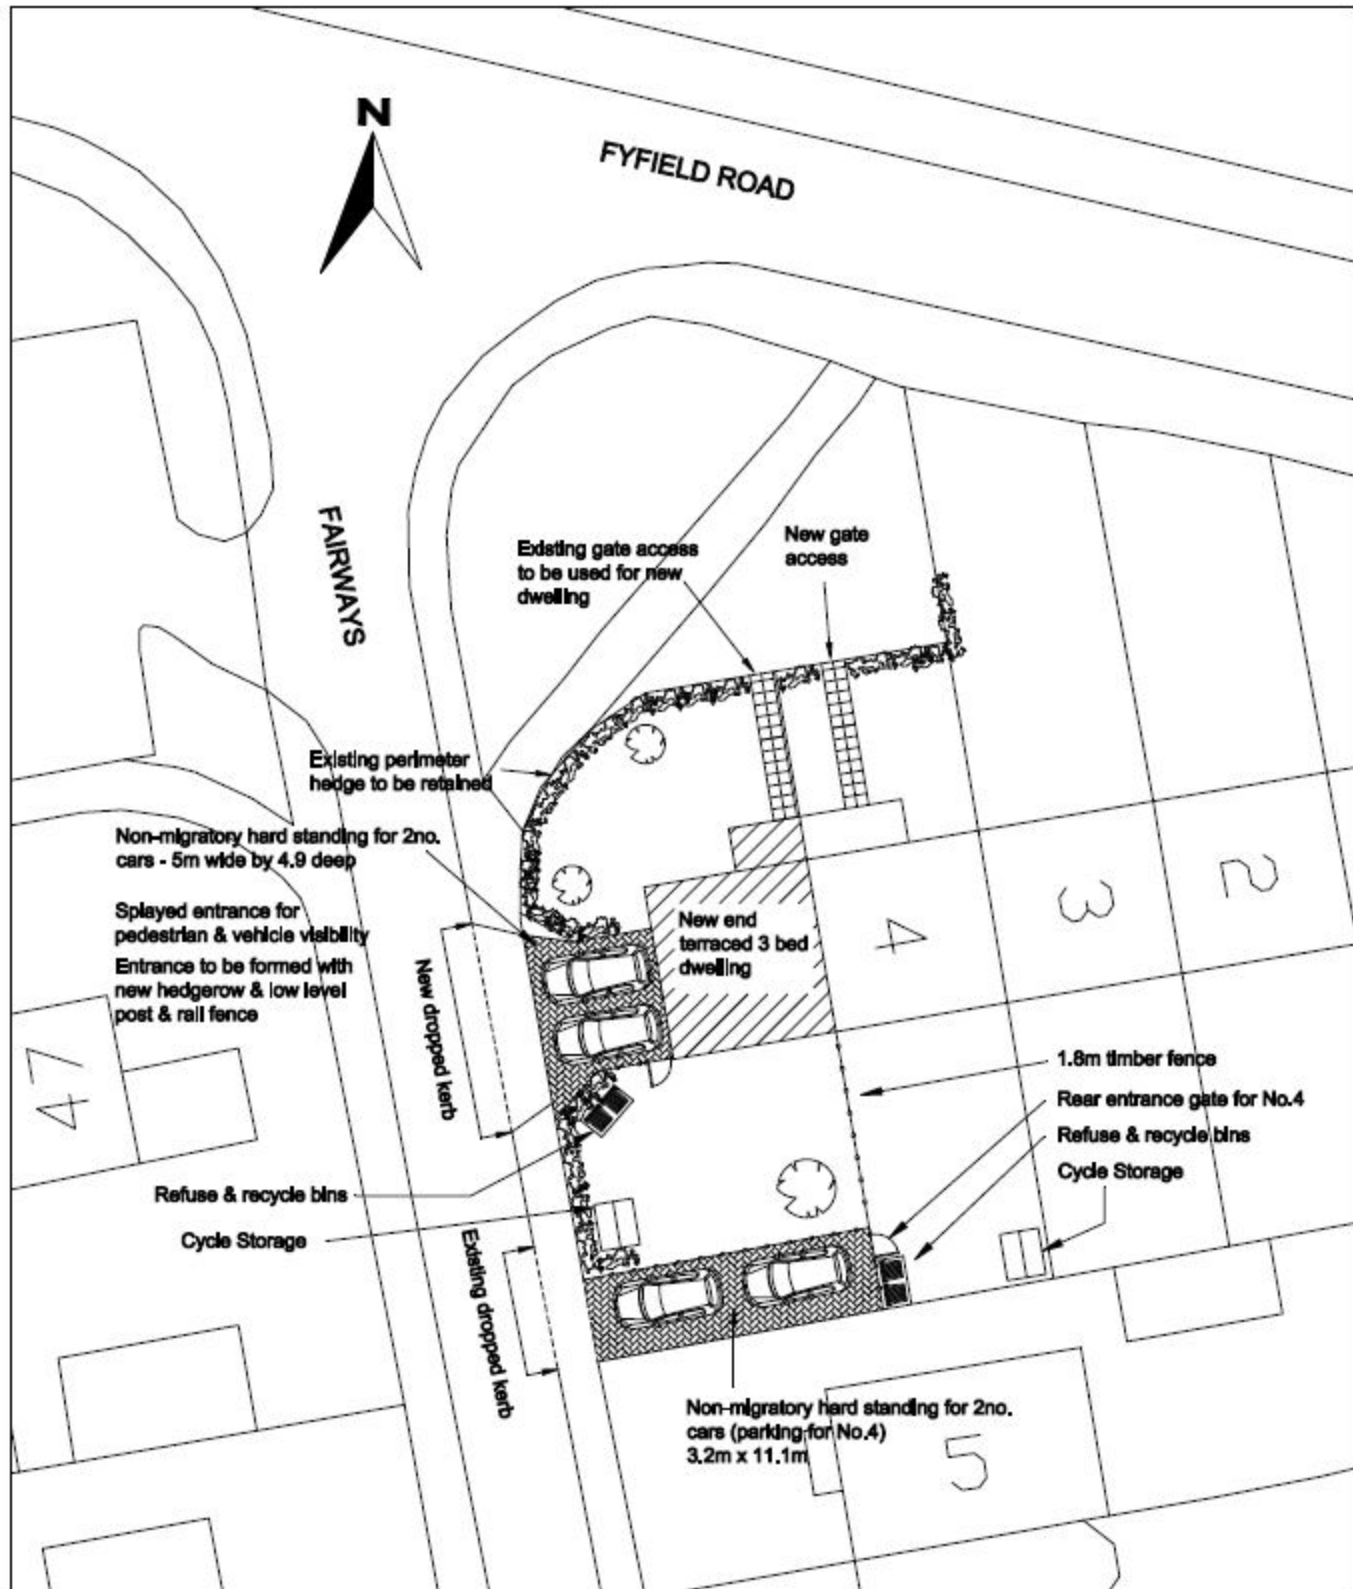 N
FYFIELD ROAD
FAIRWAYS
Existing gate access
to be used for new
dwelling
New gate
access
Existing perimeter
hedge to be retained
Non-migratory hard standing for 2no.
cars - 5m wide by 4.9 deep
Splayed entrance for
pedestrian & vehicle visibility
Entrance to be formed with
new hedgerow & low level
post & rail fence
New dropped kerb
New end
terraced 3 bed
dwelling
4
3
2
47
1.8m timber fence
Rear entrance gate for No.4
Refuse & recycle bins
Cycle Storage
Refuse & recycle bins
Cycle Storage
Existing dropped kerb
Non-migratory hard standing for 2no.
cars (parking for No.4)
3.2m x 11.1m
5